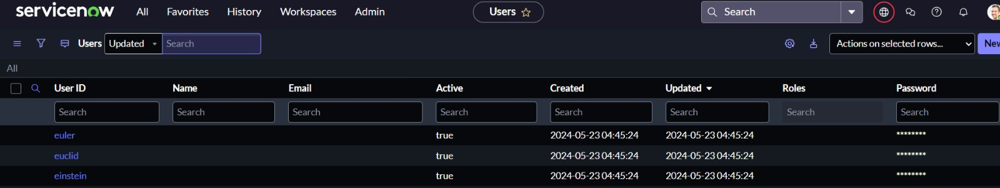 servicenow All Favorites History Workspaces Admin Users Search
Users Updated Search Actions on selected rows...
All
User ID Name Email Active Created Updated Roles Password
Search Search Search Search Search Search Search Search
euler true 2024-05-23 04:45:24 2024-05-23 04:45:24 ********
euclid true 2024-05-23 04:45:24 2024-05-23 04:45:24 ********
einstein true 2024-05-23 04:45:24 2024-05-23 04:45:24 ********